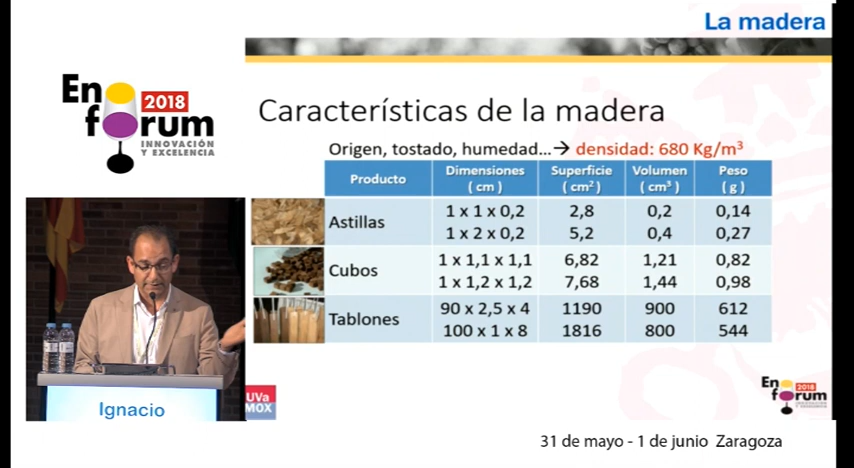 La madera
En
2018
forum
INNOVACIÓN
Y EXCELENCIA
Características de la madera
Origen, tostado, humedad...→ densidad: 680 Kg/m³
Producto Dimensiones (cm) Superficie (cm²) Volumen (cm³) Peso (g)
Astillas
1 x 1 x 0,2 2,8 0,2 0,14
1 x 2 x 0,2 5,2 0,4 0,27
Cubos
1 x 1,1 x 1,1 6,82 1,21 0,82
1 x 1,2 x 1,2 7,68 1,44 0,98
Tablones
90 x 2,5 x 4 1190 900 612
100 x 1 x 8 1816 800 544
Ignacio
UVa
MOX
En
2018
forum
31 de mayo - 1 de junio Zaragoza